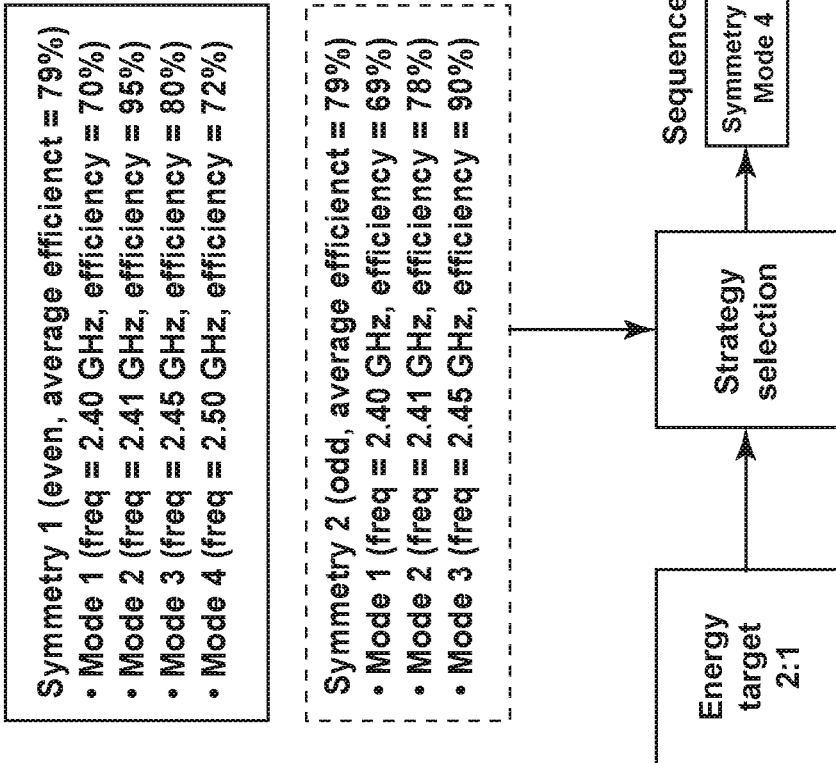 Symmetry 1 (even, average efficienct = 79%)
• Mode 1 (freq = 2.40 GHz, efficiency = 70%)
• Mode 2 (freq = 2.41 GHz, efficiency = 95%)
• Mode 3 (freq = 2.45 GHz, efficiency = 80%)
• Mode 4 (freq = 2.50 GHz, efficiency = 72%)
Symmetry 2 (odd, average efficienct = 79%)
• Mode 1 (freq = 2.40 GHz, efficiency = 69%)
• Mode 2 (freq = 2.41 GHz, efficiency = 78%)
• Mode 3 (freq = 2.45 GHz, efficiency = 90%)
Energy
target
2:1
Strategy
selection
Sequence
Symmetry
Mode 4